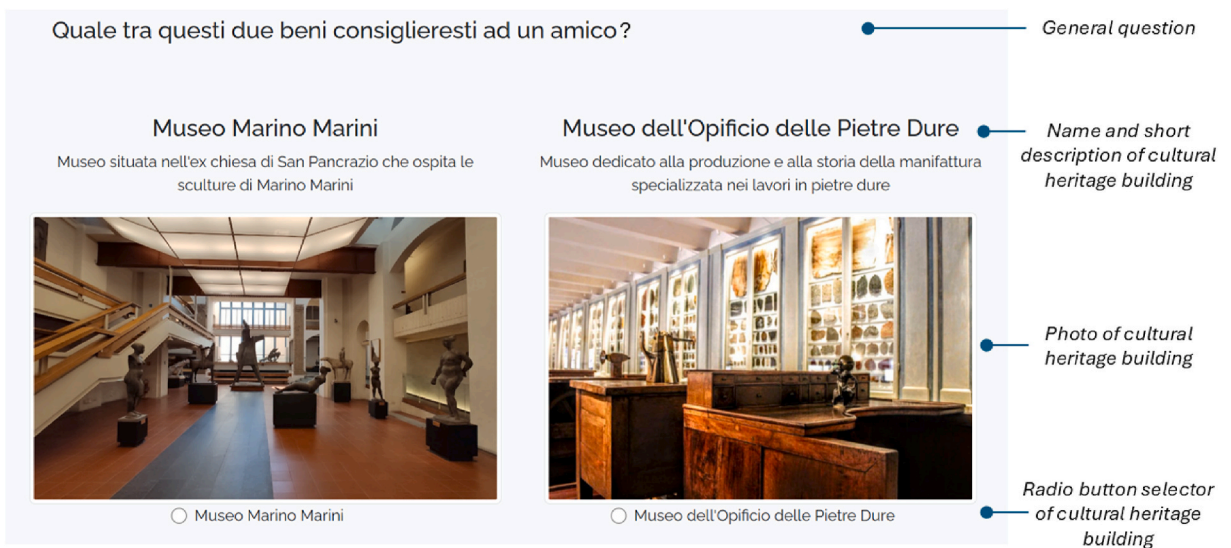 Quale tra questi due beni consiglieresti ad un amico?
General question
Museo Marino Marini
Museo situata nell'ex chiesa di San Pancrazio che ospita le
sculture di Marino Marini
Museo dell'Opificio delle Pietre Dure
Museo dedicato alla produzione e alla storia della manifattura
specializzata nei lavori in pietre dure
Name and short
description of cultural
heritage building
Photo of cultural
heritage building
Museo Marino Marini
Museo dell'Opificio delle Pietre Dure
Radio button selector
of cultural heritage
building